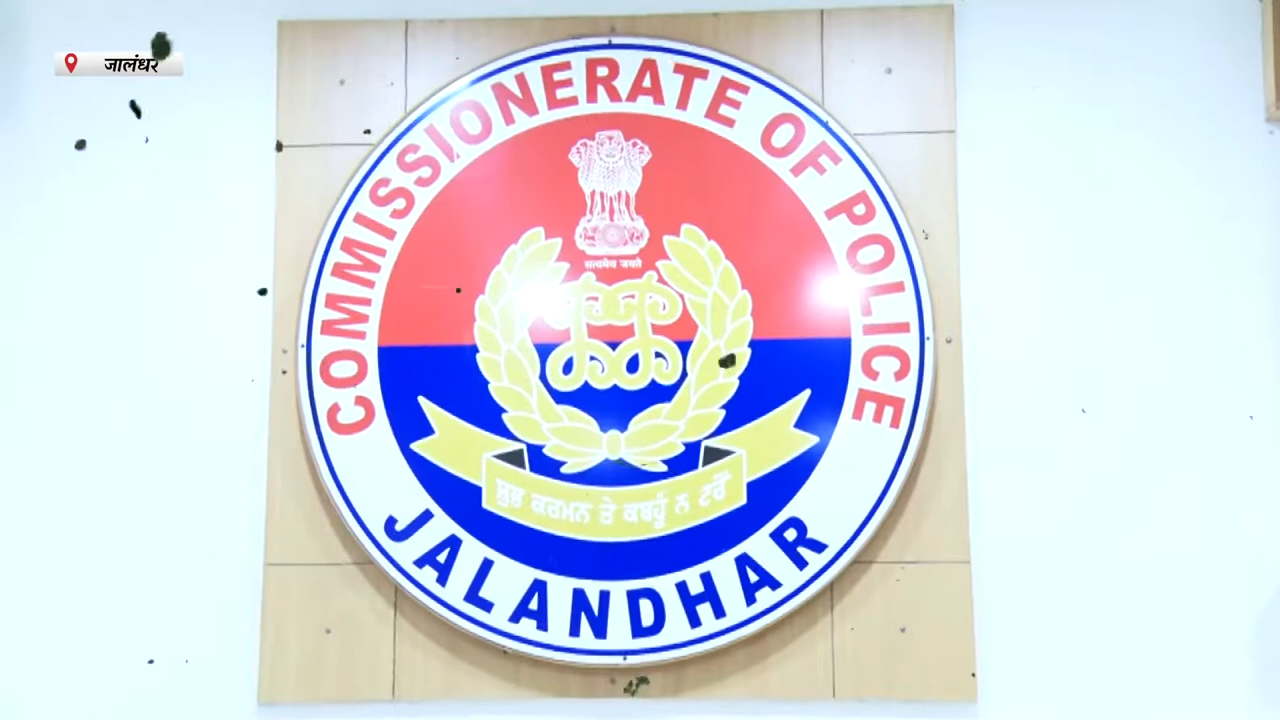 जालंधर
COMMISSIONERATE OF POLICE
सत्यमेव जयते
ਸ਼ੁਭ ਕਰਮਨ ਤੇ ਕਬਹੂੰ ਨ ਟਰੋਂ
JALANDHAR